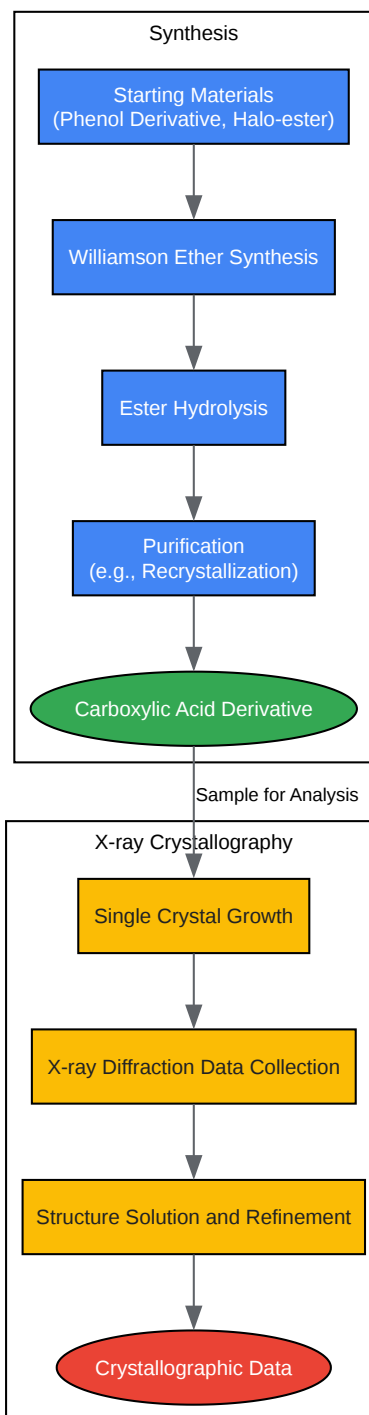 Synthesis
Starting Materials
(Phenol Derivative, Halo-ester)
Williamson Ether Synthesis
Ester Hydrolysis
Purification
(e.g., Recrystallization)
Carboxylic Acid Derivative
Sample for Analysis
X-ray Crystallography
Single Crystal Growth
X-ray Diffraction Data Collection
Structure Solution and Refinement
Crystallographic Data